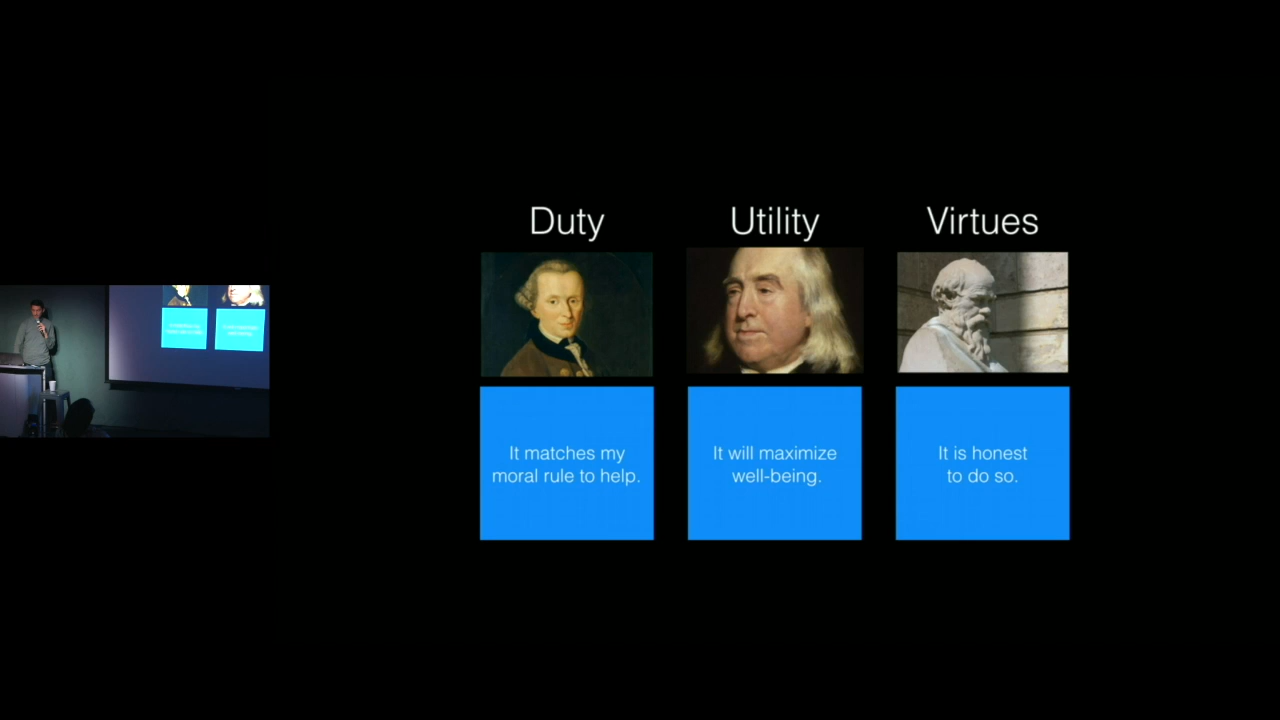 Duty
Utility
Virtues
It matches my
moral rule to help.
It will maximize
well-being.
It is honest
to do so.